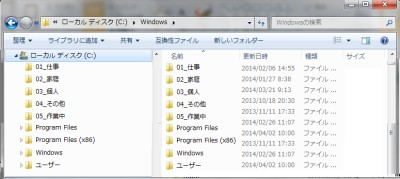 ローカル ディスク (C:) ▸ Windows ▸
Windowsの検索
整理 ライブラリに追加 共有 互換性ファイル 新しいフォルダー
ローカル ディスク (C:)
01_仕事
02_家庭
03_個人
04_その他
05_作業中
Program Files
Program Files (x86)
Windows
ユーザー
名前 更新日時 種類 サイズ
01_仕事 2014/02/06 14:55 ファイル ...
02_家庭 2014/01/27 8:38 ファイル ...
03_個人 2014/03/21 9:13 ファイル ...
04_その他 2013/10/18 20:30 ファイル ...
05_作業中 2013/11/11 17:33 ファイル ...
Program Files 2014/04/02 10:00 ファイル ...
Program Files (x86) 2013/11/11 17:33 ファイル ...
Windows 2014/02/26 11:07 ファイル ...
ユーザー 2014/04/02 10:00 ファイル ...